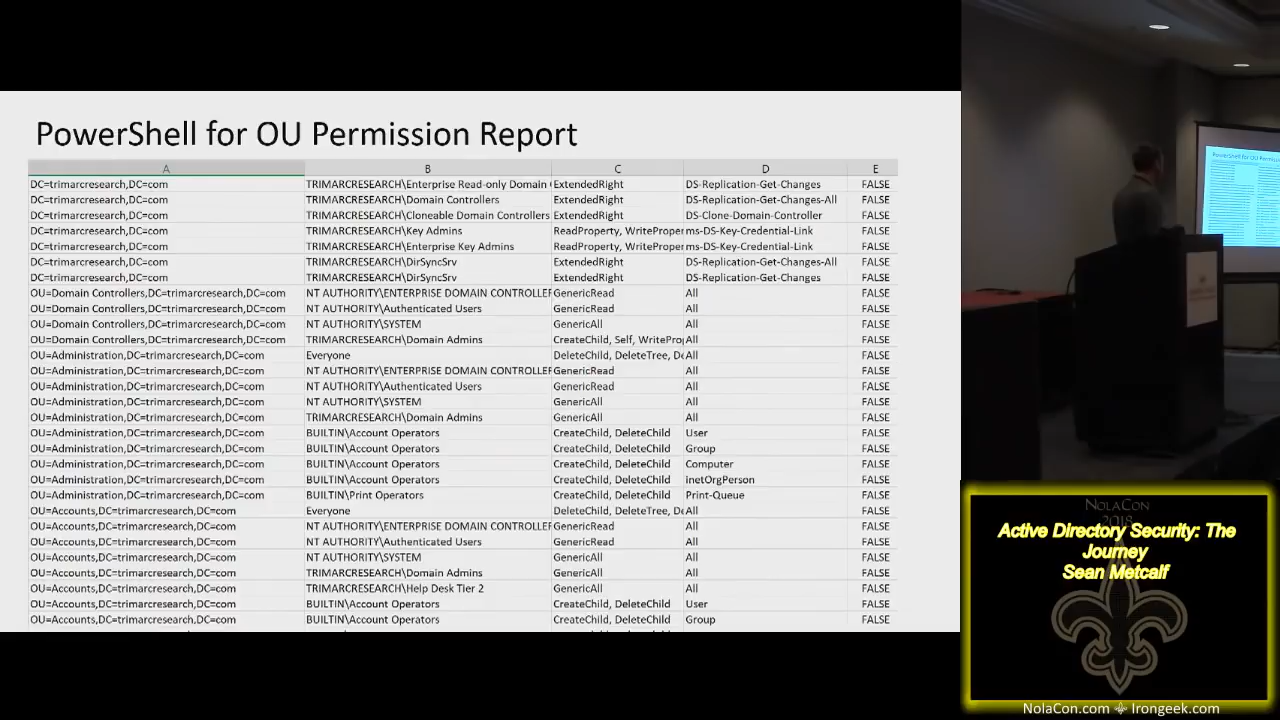 PowerShell for OU Permission Report
A B C D E
DC=trimarcresearch,DC=com TRIMARCRESEARCH\Enterprise Read-only Domain ExtendedRight DS-Replication-Get-Changes FALSE
DC=trimarcresearch,DC=com TRIMARCRESEARCH\Domain Controllers ExtendedRight DS-Replication-Get-Changes-All FALSE
DC=trimarcresearch,DC=com TRIMARCRESEARCH\Cloneable Domain Controllers ExtendedRight DS-Clone-Domain-Controller FALSE
DC=trimarcresearch,DC=com TRIMARCRESEARCH\Key Admins ReadProperty, WriteProper ms-DS-Key-Credential-Link FALSE
DC=trimarcresearch,DC=com TRIMARCRESEARCH\Enterprise Key Admins ReadProperty, WriteProper ms-DS-Key-Credential-Link FALSE
DC=trimarcresearch,DC=com TRIMARCRESEARCH\DirSyncSrv ExtendedRight DS-Replication-Get-Changes-All FALSE
DC=trimarcresearch,DC=com TRIMARCRESEARCH\DirSyncSrv ExtendedRight DS-Replication-Get-Changes FALSE
OU=Domain Controllers,DC=trimarcresearch,DC=com NT AUTHORITY\ENTERPRISE DOMAIN CONTROLLER GenericRead All FALSE
OU=Domain Controllers,DC=trimarcresearch,DC=com NT AUTHORITY\Authenticated Users GenericRead All FALSE
OU=Domain Controllers,DC=trimarcresearch,DC=com NT AUTHORITY\SYSTEM GenericAll All FALSE
OU=Domain Controllers,DC=trimarcresearch,DC=com TRIMARCRESEARCH\Domain Admins CreateChild, Self, WriteProp All FALSE
OU=Administration,DC=trimarcresearch,DC=com Everyone DeleteChild, DeleteTree, De All FALSE
OU=Administration,DC=trimarcresearch,DC=com NT AUTHORITY\ENTERPRISE DOMAIN CONTROLLER GenericRead All FALSE
OU=Administration,DC=trimarcresearch,DC=com NT AUTHORITY\Authenticated Users GenericRead All FALSE
OU=Administration,DC=trimarcresearch,DC=com NT AUTHORITY\SYSTEM GenericAll All FALSE
OU=Administration,DC=trimarcresearch,DC=com TRIMARCRESEARCH\Domain Admins GenericAll All FALSE
OU=Administration,DC=trimarcresearch,DC=com BUILTIN\Account Operators CreateChild, DeleteChild User FALSE
OU=Administration,DC=trimarcresearch,DC=com BUILTIN\Account Operators CreateChild, DeleteChild Group FALSE
OU=Administration,DC=trimarcresearch,DC=com BUILTIN\Account Operators CreateChild, DeleteChild Computer FALSE
OU=Administration,DC=trimarcresearch,DC=com BUILTIN\Account Operators CreateChild, DeleteChild inetOrgPerson FALSE
OU=Administration,DC=trimarcresearch,DC=com BUILTIN\Print Operators CreateChild, DeleteChild Print-Queue FALSE
OU=Accounts,DC=trimarcresearch,DC=com Everyone DeleteChild, DeleteTree, De All FALSE
OU=Accounts,DC=trimarcresearch,DC=com NT AUTHORITY\ENTERPRISE DOMAIN CONTROLLER GenericRead All FALSE
OU=Accounts,DC=trimarcresearch,DC=com NT AUTHORITY\Authenticated Users GenericRead All FALSE
OU=Accounts,DC=trimarcresearch,DC=com NT AUTHORITY\SYSTEM GenericAll All FALSE
OU=Accounts,DC=trimarcresearch,DC=com TRIMARCRESEARCH\Domain Admins GenericAll All FALSE
OU=Accounts,DC=trimarcresearch,DC=com TRIMARCRESEARCH\Help Desk Tier 2 GenericAll All FALSE
OU=Accounts,DC=trimarcresearch,DC=com BUILTIN\Account Operators CreateChild, DeleteChild User FALSE
OU=Accounts,DC=trimarcresearch,DC=com BUILTIN\Account Operators CreateChild, DeleteChild Group FALSE
PowerShell for OU Permiss
NOLACON
2018
Active Directory Security: The
Journey
Sean Metcalf
NolaCon.com Irongeek.com